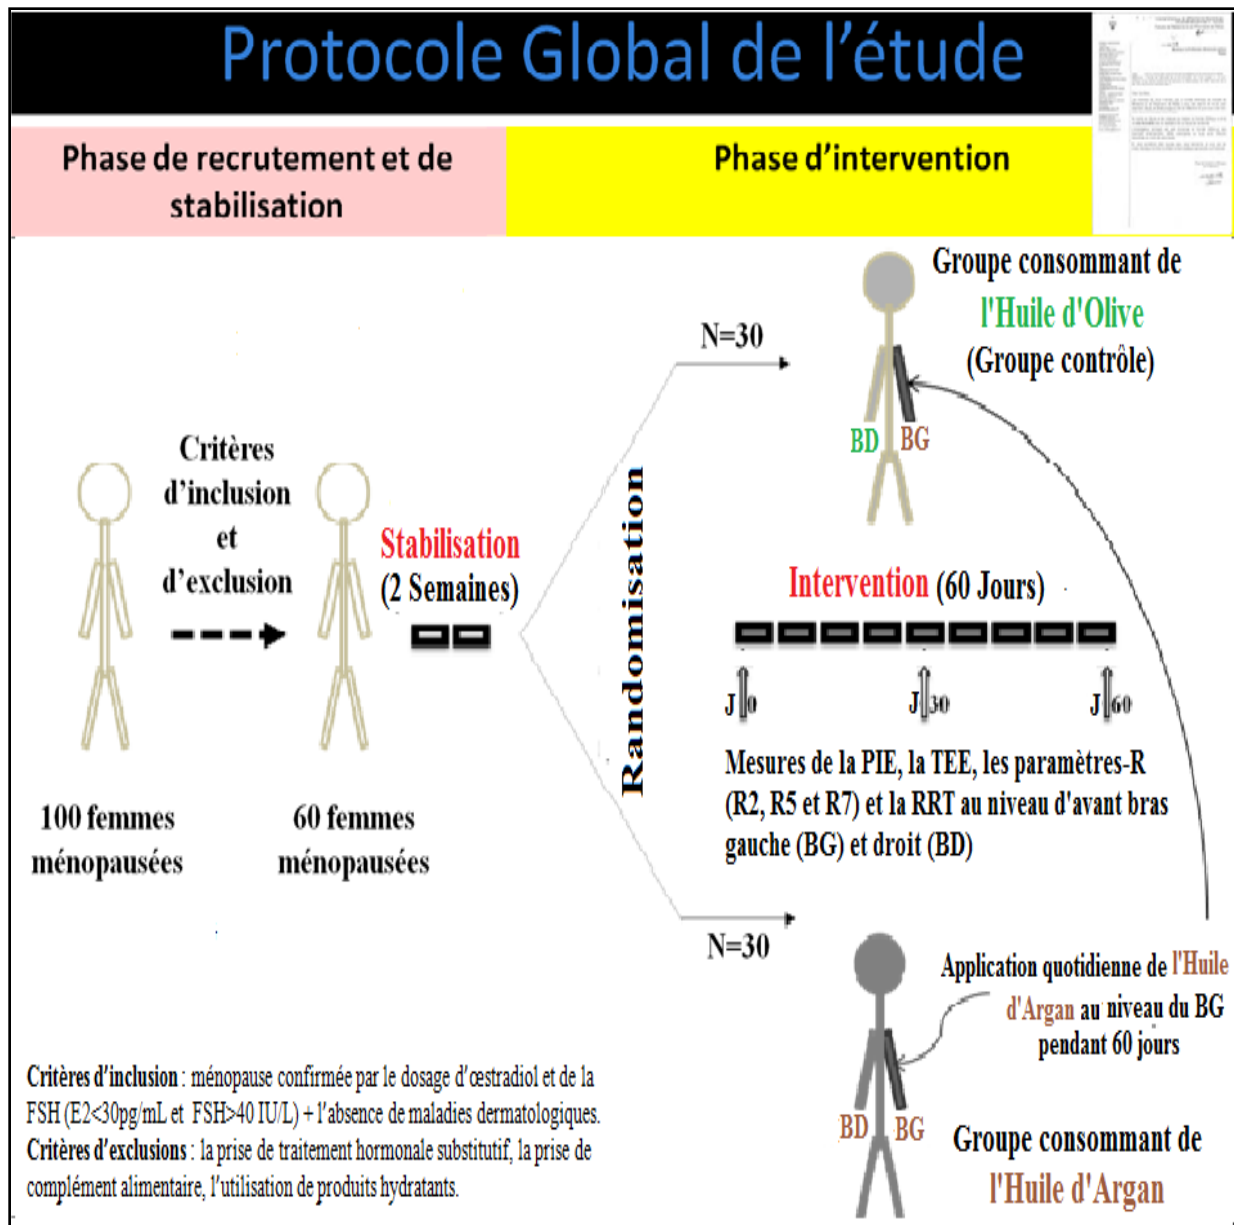 Protocole Global de l'étude
Phase de recrutement et de
stabilisation
Phase d'intervention
Groupe consommant de
l'Huile d'Olive
(Groupe contrôle)
N=30
BD BG
Critères
d'inclusion
et
d'exclusion
Stabilisation
(2 Semaines)
Randomisation
Intervention (60 Jours)
J 0
J 30
J 60
Mesures de la PIE, la TEE, les paramètres-R
(R2, R5 et R7) et la RRT au niveau d'avant bras
gauche (BG) et droit (BD)
100 femmes
ménopausées
60 femmes
ménopausées
N=30
Application quotidienne de l'Huile
d'Argan au niveau du BG
pendant 60 jours
BD BG
Groupe consommant de
l'Huile d'Argan
Critères d'inclusion : ménopause confirmée par le dosage d'œstradiol et de la
FSH (E2<30pg/mL et FSH>40 IU/L) + l'absence de maladies dermatologiques.
Critères d'exclusions : la prise de traitement hormonale substitutif, la prise de
complément alimentaire, l'utilisation de produits hydratants.